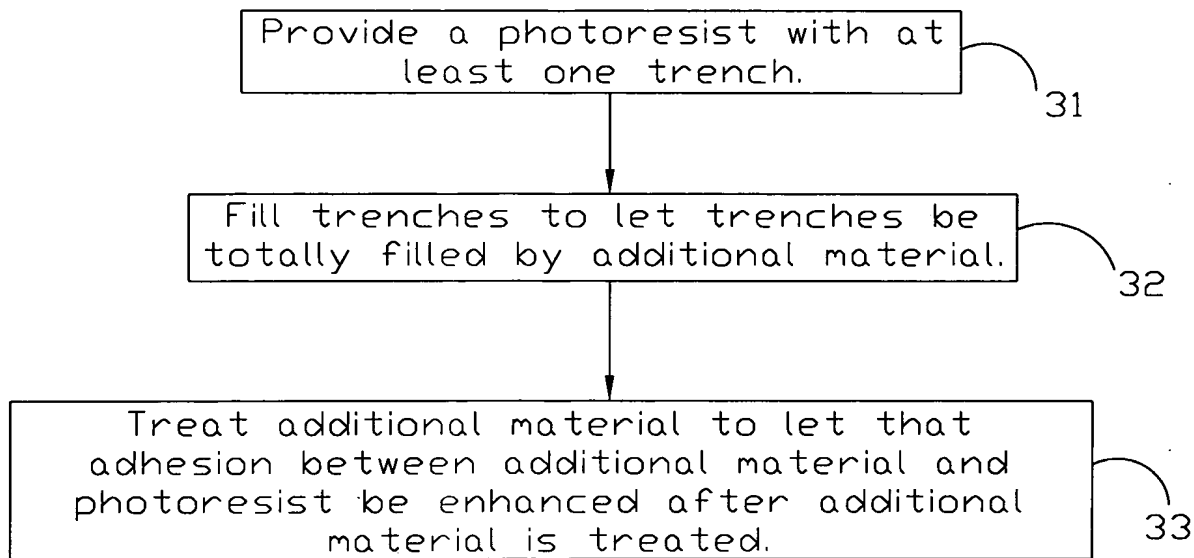 Provide a photoresist with at
least one trench.
31
Fill trenches to let trenches be
totally filled by additional material.
32
Treat additional material to let that
adhesion between additional material and
photoresist be enhanced after additional
material is treated.
33